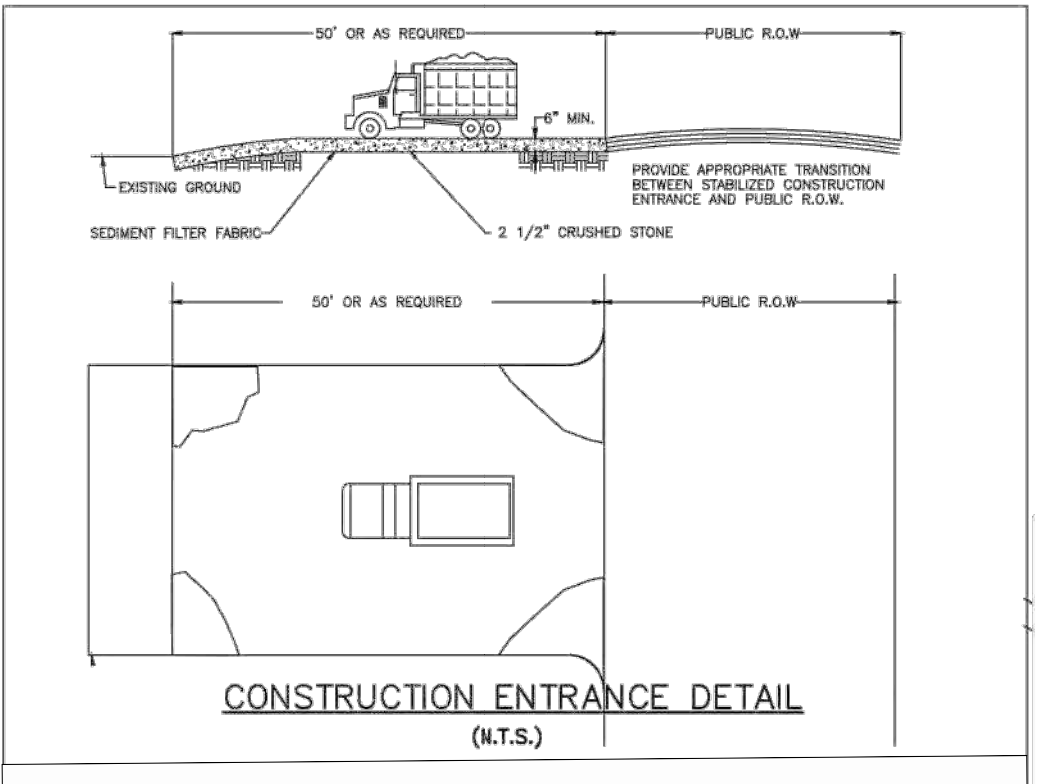 50' OR AS REQUIRED
PUBLIC R.O.W
6" MIN.
EXISTING GROUND
PROVIDE APPROPRIATE TRANSITION
BETWEEN STABILIZED CONSTRUCTION
ENTRANCE AND PUBLIC R.O.W.
SEDIMENT FILTER FABRIC
2 1/2" CRUSHED STONE
50' OR AS REQUIRED
PUBLIC R.O.W
CONSTRUCTION ENTRANCE DETAIL
(N.T.S.)